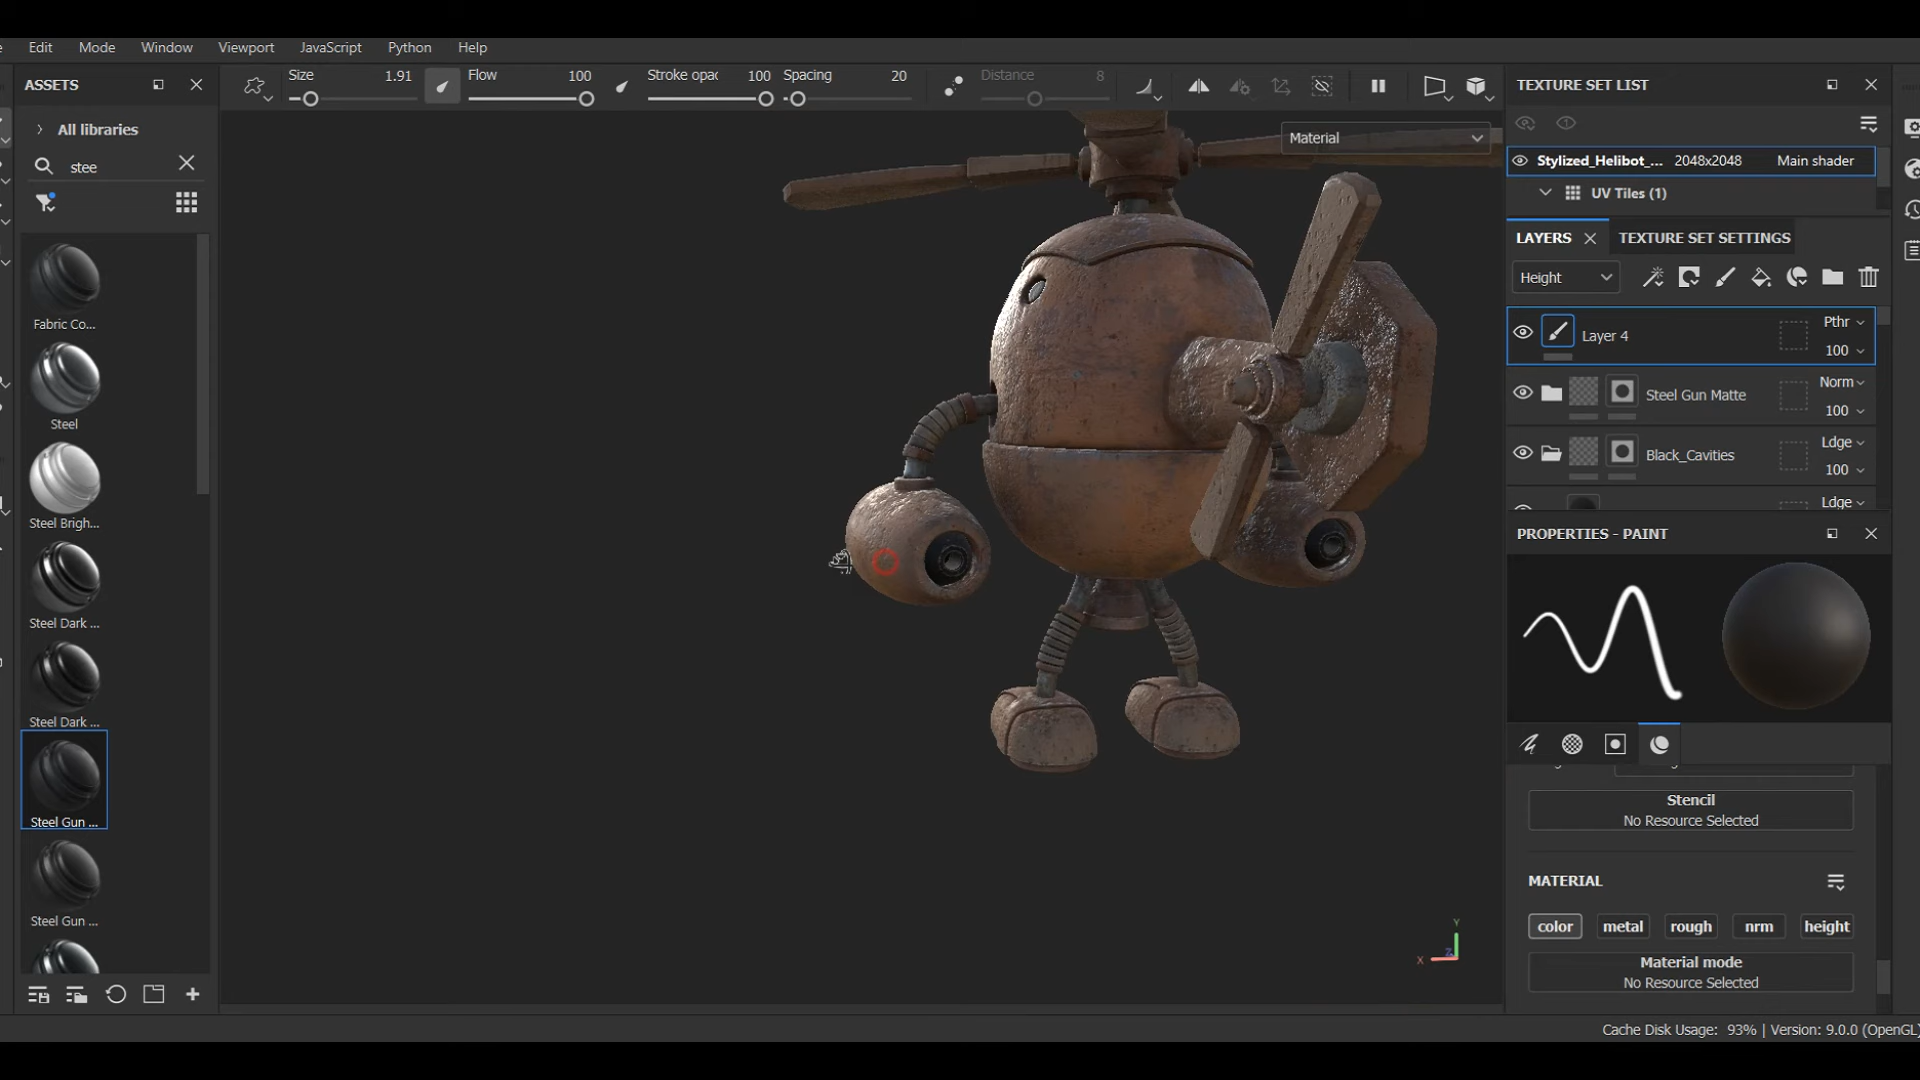 Edit Mode Window Viewport JavaScript Python Help
ASSETS
All libraries
stee
Fabric Co...
Steel
Steel Brigh...
Steel Dark ...
Steel Dark ...
Steel Gun ...
Steel Gun ...
Size 1.91
Flow 100
Stroke opac 100
Spacing 20
Distance 8
Material
X Y Z
TEXTURE SET LIST
Stylized_Helibot_... 2048x2048 Main shader
UV Tiles (1)
LAYERS
TEXTURE SET SETTINGS
Height
Layer 4 Pthr 100
Steel Gun Matte Norm 100
Black_Cavities Ldge 100
Ldge
PROPERTIES - PAINT
Stencil
No Resource Selected
MATERIAL
color metal rough nrm height
Material mode
No Resource Selected
Cache Disk Usage: 93% | Version: 9.0.0 (OpenGL